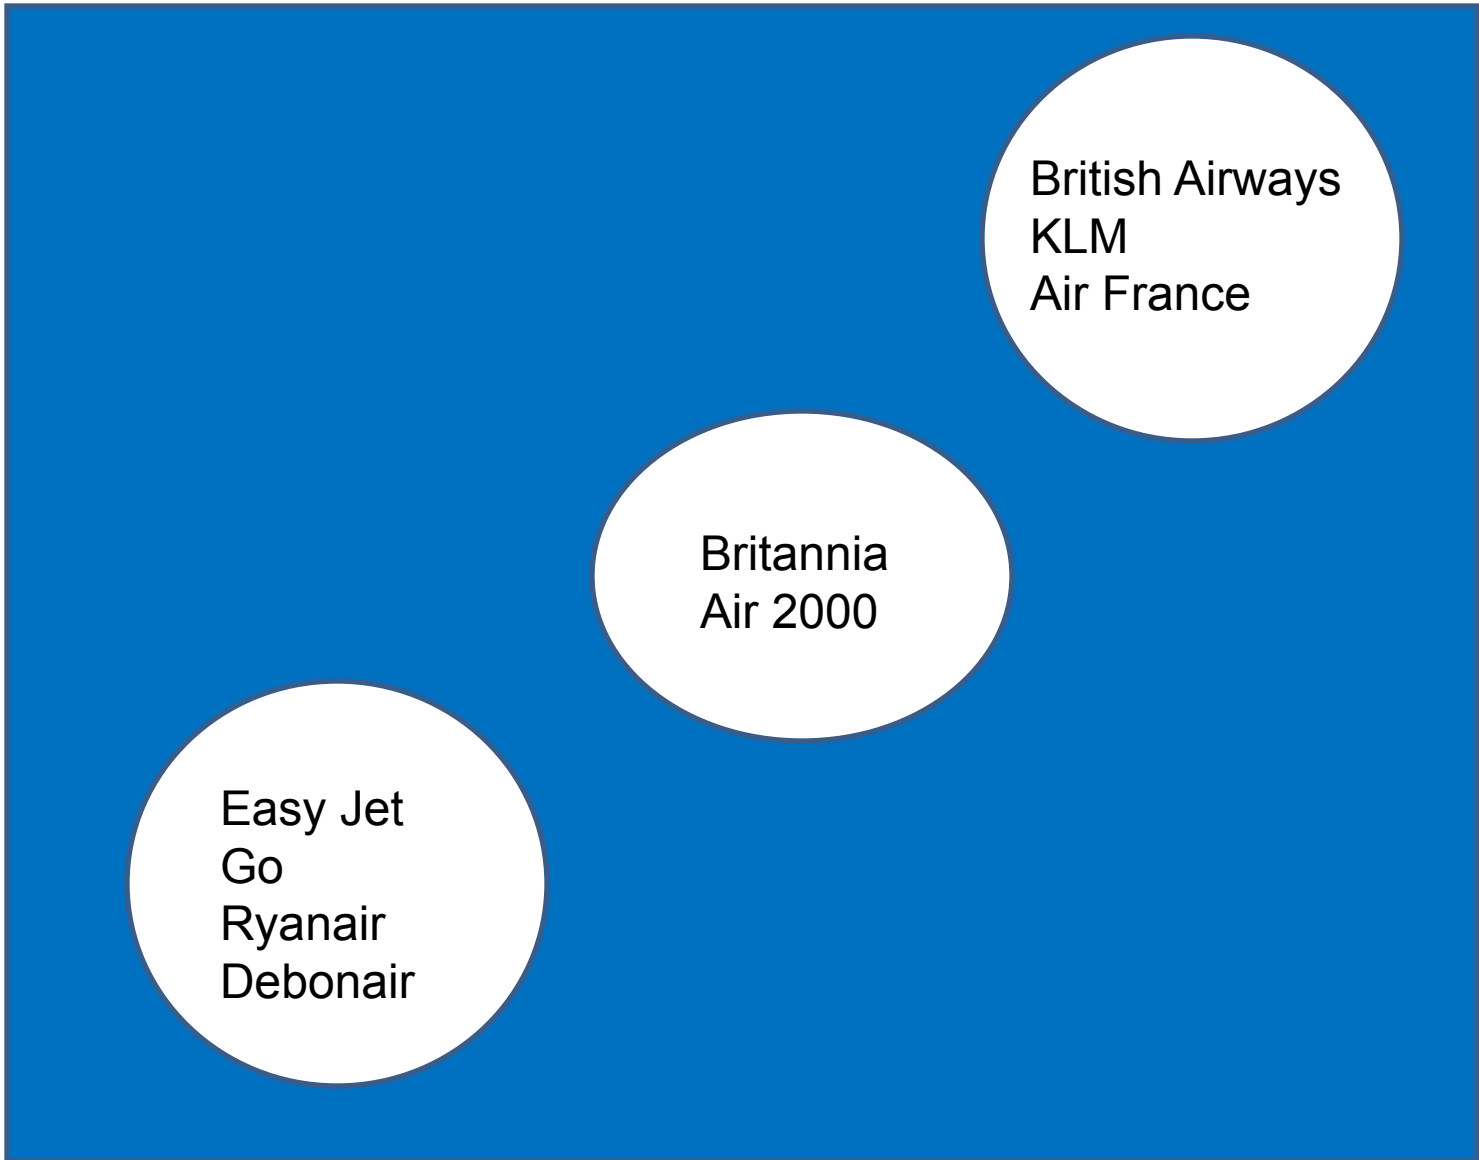 British Airways
KLM
Air France
Britannia
Air 2000
Easy Jet
Go
Ryanair
Debonair